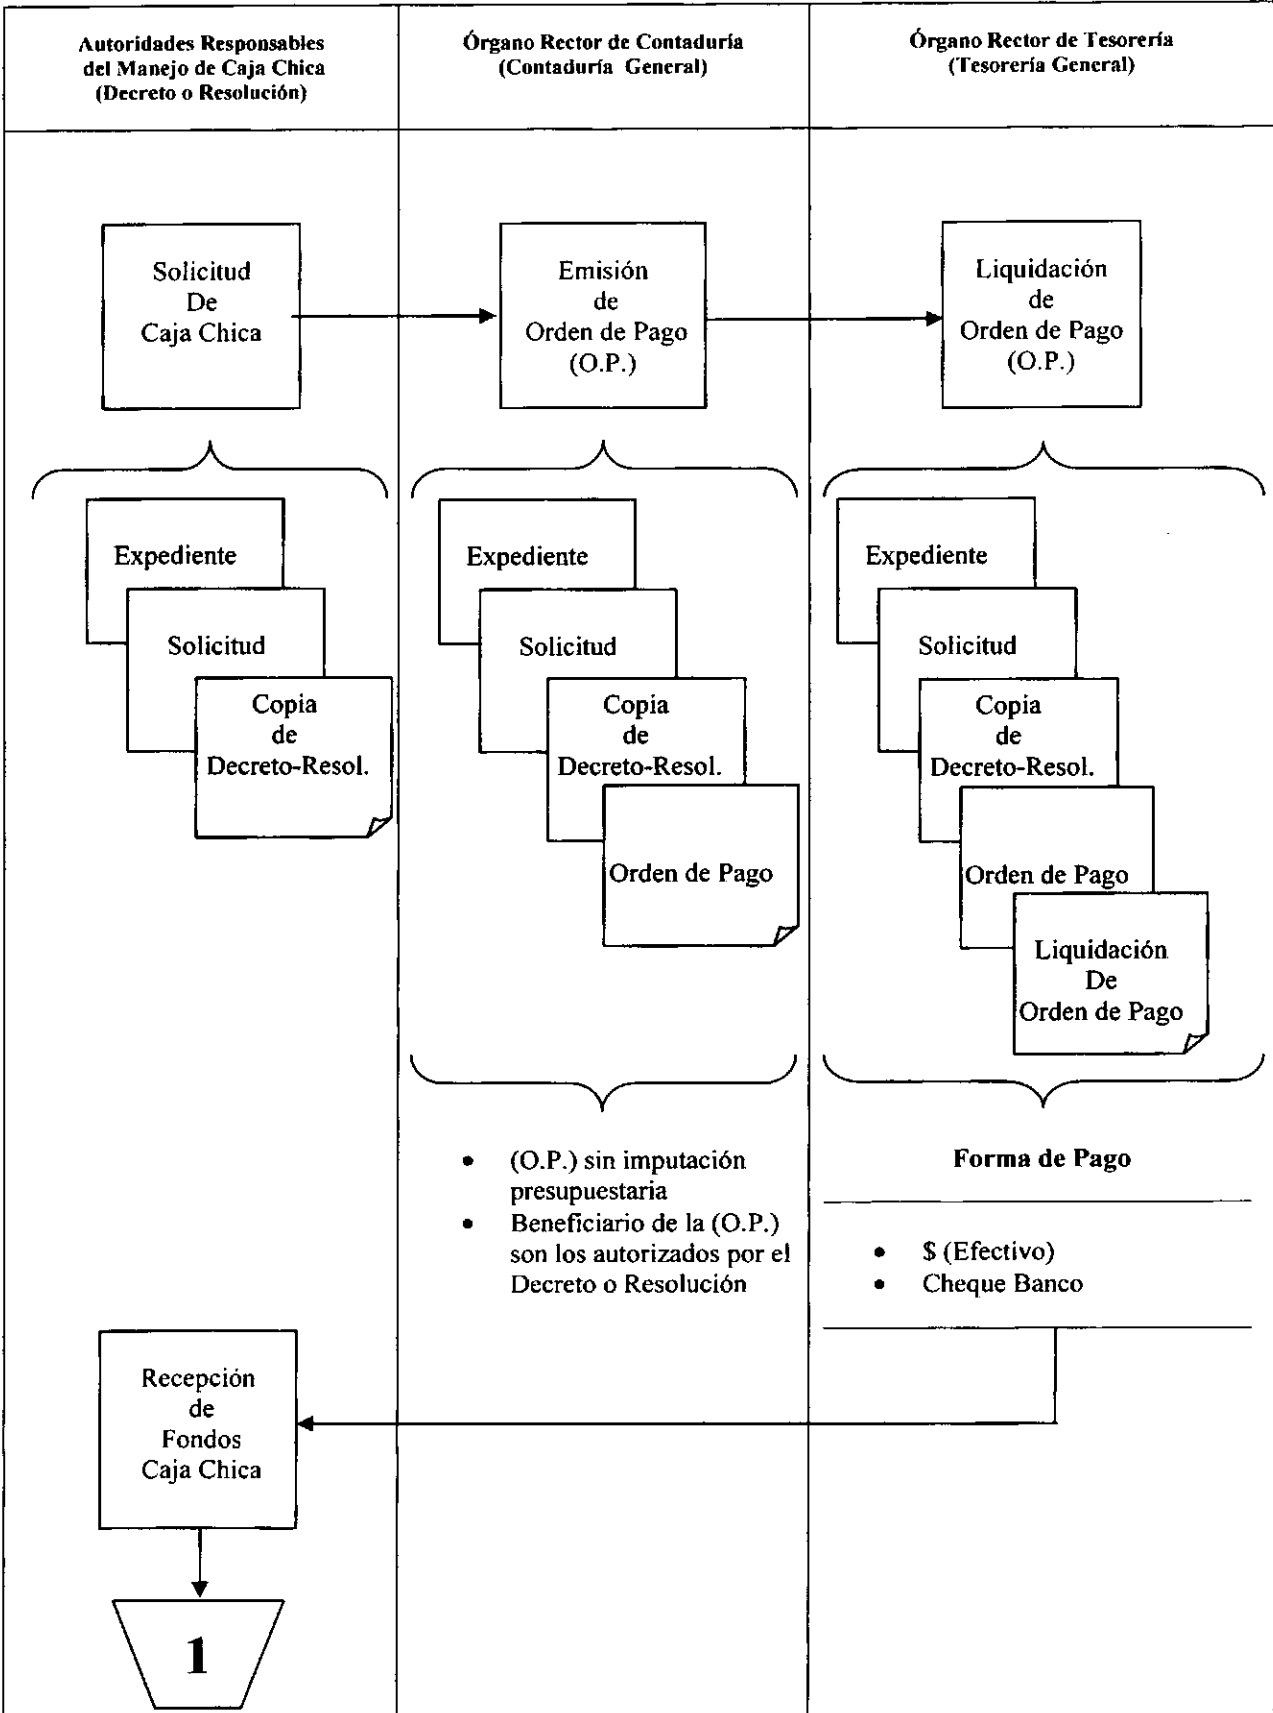 Autoridades Responsables
del Manejo de Caja Chica
(Decreto o Resolución)
Órgano Rector de Contaduría
(Contaduría General)
Órgano Rector de Tesorería
(Tesorería General)
Solicitud
De
Caja Chica
Emisión
de
Orden de Pago
(O.P.)
Liquidación
de
Orden de Pago
(O.P.)
Expediente
Solicitud
Copia
de
Decreto-Resol.
Expediente
Solicitud
Copia
de
Decreto-Resol.
Orden de Pago
Expediente
Solicitud
Copia
de
Decreto-Resol.
Orden de Pago
Liquidación
De
Orden de Pago
• (O.P.) sin imputación
presupuestaria
• Beneficiario de la (O.P.)
son los autorizados por el
Decreto o Resolución
Forma de Pago
• $ (Efectivo)
• Cheque Banco
Recepción
de
Fondos
Caja Chica
1